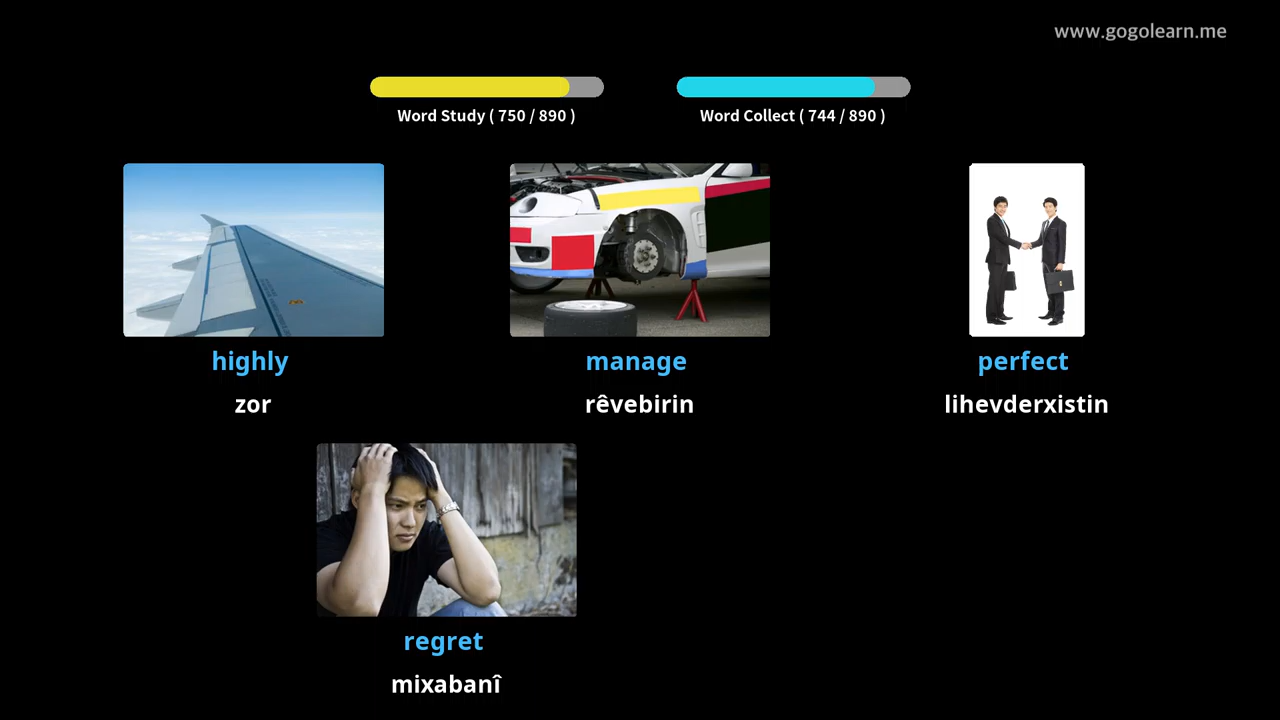 www.gogolearn.me
Word Study ( 750 / 890 )
Word Collect ( 744 / 890 )
highly
manage
perfect
zor
rêvebirin
lihevderxistin
regret
mixabanî